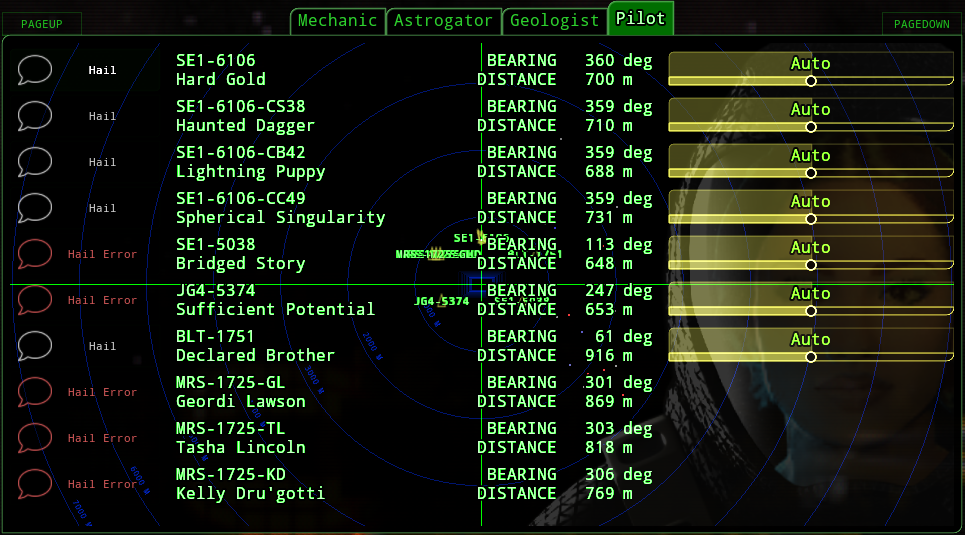 PAGEUP
Mechanic Astrogator Geologist Pilot
PAGEDOWN
Hail SE1-6106 BEARING 360 deg Auto
Hard Gold DISTANCE 700 m
Hail SE1-6106-CS38 BEARING 359 deg Auto
Haunted Dagger DISTANCE 710 m
Hail SE1-6106-CB42 BEARING 359 deg Auto
Lightning Puppy DISTANCE 688 m
Hail SE1-6106-CC49 BEARING 359 deg Auto
Spherical Singularity DISTANCE 731 m
Hail Error SE1-5038 BEARING 113 deg Auto
Bridged Story DISTANCE 648 m
Hail Error JG4-5374 BEARING 247 deg Auto
Sufficient Potential DISTANCE 653 m
JG4-5374
Hail BLT-1751 BEARING 61 deg Auto
Declared Brother DISTANCE 916 m
MRS-1725-GL BEARING 301 deg
Hail Error Geordi Lawson DISTANCE 869 m
MRS-1725-TL BEARING 303 deg
Hail Error Tasha Lincoln DISTANCE 818 m
MRS-1725-KD BEARING 306 deg
Hail Error Kelly Dru'gotti DISTANCE 769 m
6000 M
7000 M